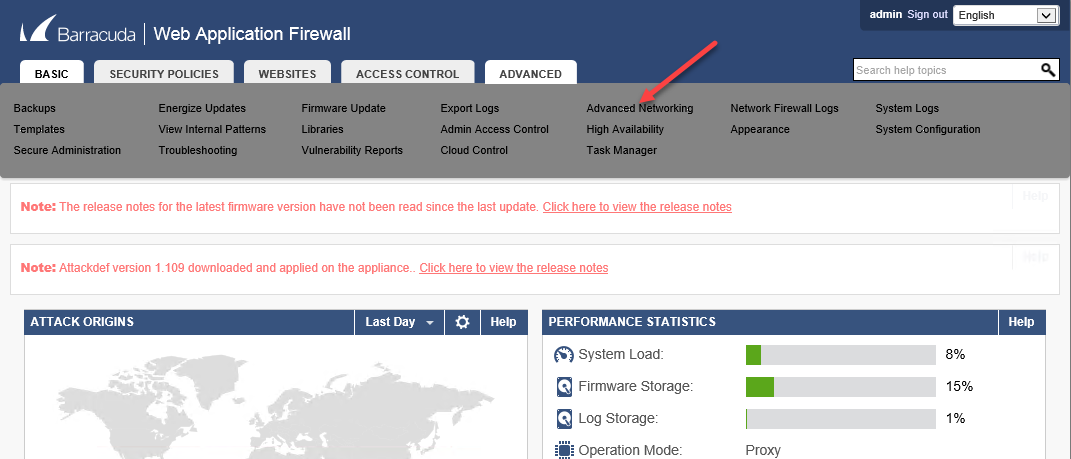 admin Sign out English
Barracuda Web Application Firewall
BASIC SECURITY POLICIES WEBSITES ACCESS CONTROL ADVANCED
Search help topics
Backups Energize Updates Firmware Update Export Logs Advanced Networking Network Firewall Logs System Logs
Templates View Internal Patterns Libraries Admin Access Control High Availability Appearance System Configuration
Secure Administration Troubleshooting Vulnerability Reports Cloud Control Task Manager
Help
Note: The release notes for the latest firmware version have not been read since the last update. Click here to view the release notes
Help
Note: Attackdef version 1.109 downloaded and applied on the appliance.. Click here to view the release notes
ATTACK ORIGINS Last Day Help PERFORMANCE STATISTICS Help
System Load: 8%
Firmware Storage: 15%
Log Storage: 1%
Operation Mode: Proxy